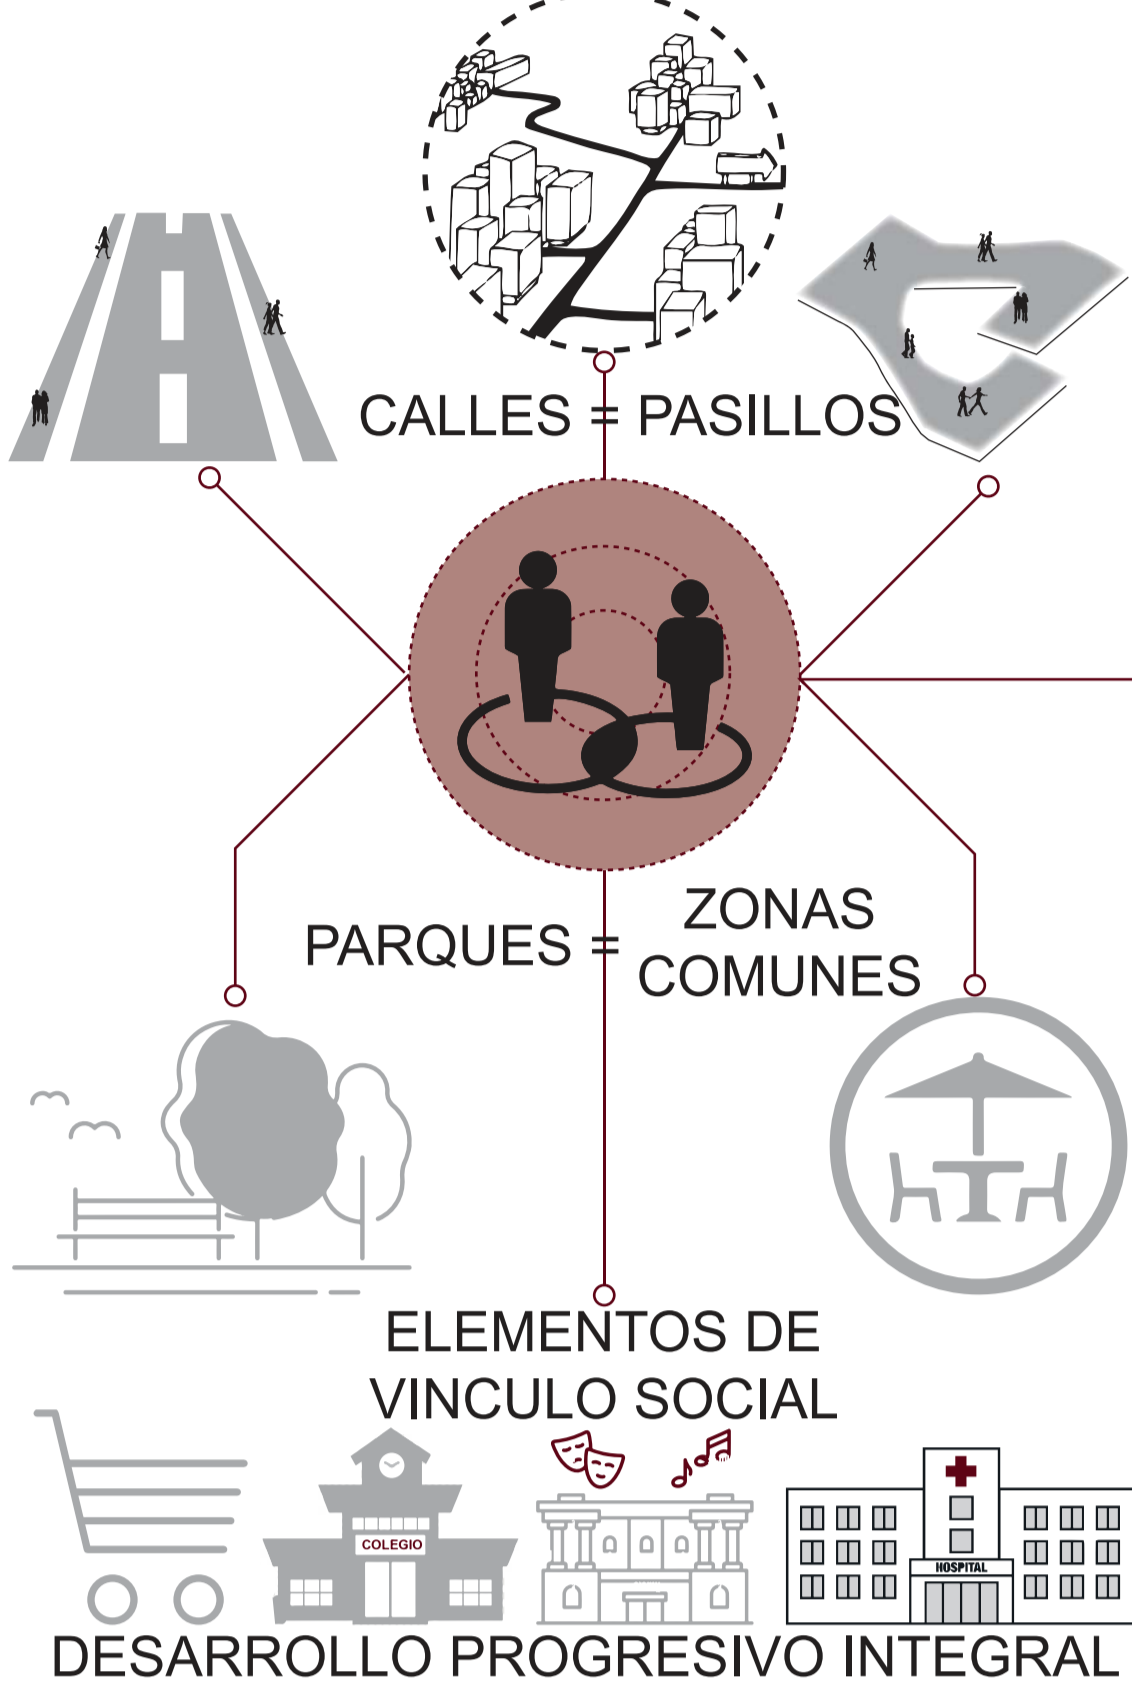 CALLES = PASILLOS
PARQUES = ZONAS
COMUNES
ELEMENTOS DE
VINCULO SOCIAL
COLEGIO
HOSPITAL
DESARROLLO PROGRESIVO INTEGRAL